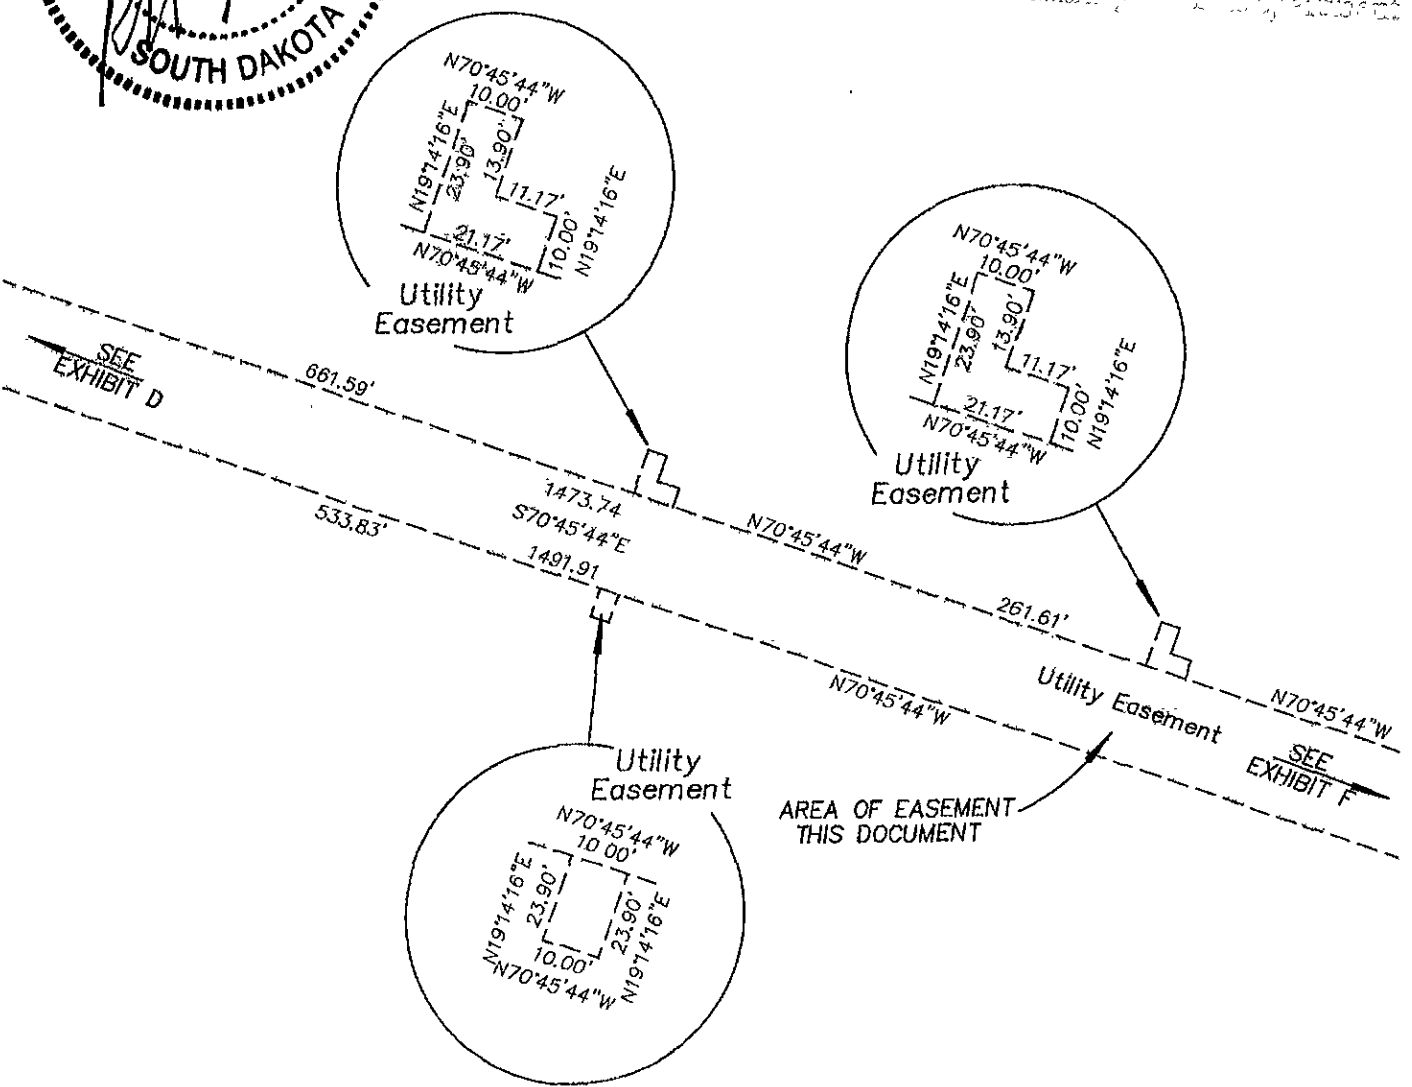 SOUTH DAKOTA
N70°45'44"W
10.00'
N19°14'16"E
23.90'
13.90'
11.17'
10.00'
N19°14'16"E
21.17'
N70°45'44"W
Utility
Easement
N70°45'44"W
10.00'
N19°14'16"E
23.90'
13.90'
11.17'
10.00'
N19°14'16"E
21.17'
N70°45'44"W
Utility
Easement
SEE
EXHIBIT D
661.59'
533.83'
1473.74
S70°45'44"E
1491.91
N70°45'44"W
261.61'
N70°45'44"W
Utility Easement
N70°45'44"W
SEE
EXHIBIT F
AREA OF EASEMENT
THIS DOCUMENT
Utility
Easement
N70°45'44"W
10.00'
N19°14'16"E
23.90'
23.90'
N19°14'16"E
10.00'
N70°45'44"W